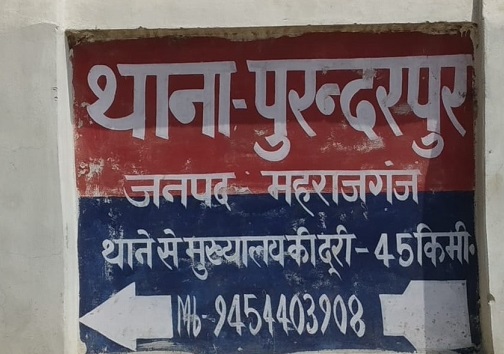 थाना-पुरन्दरपुर
जनपद महराजगंज
थाने से मुख्यालय की दूरी - 45 किमी॰
Mb - 9454403908